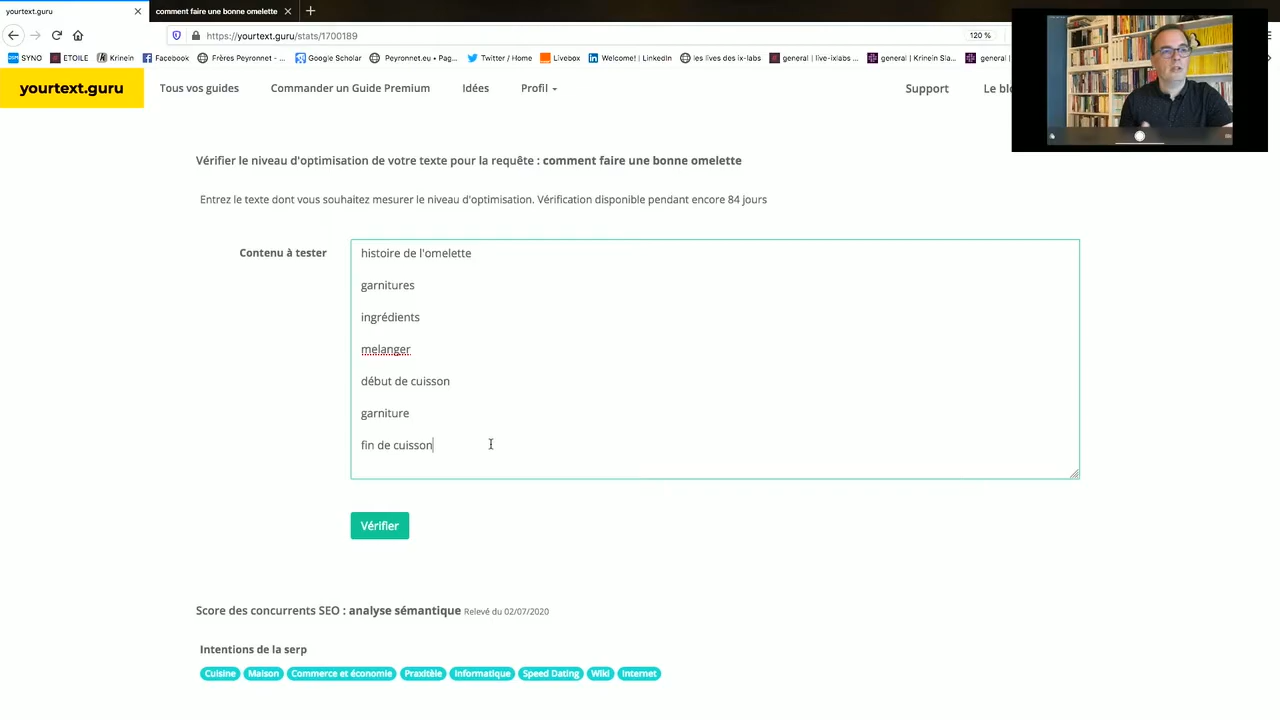 yourtext.guru
comment faire une bonne omelette
https://yourtext.guru/stats/1700189
120 %
SYNO
ETOILE
Krinein
Facebook
Frères Peyronnet - ...
Google Scholar
Peyronnet.eu • Pag...
Twitter / Home
Livebox
Welcome! | LinkedIn
les lives des ix-labs
general | live-ixlabs ...
general | Krinein Sla...
general |
yourtext.guru
Tous vos guides
Commander un Guide Premium
Idées
Profil
Support
Le blo
Vérifier le niveau d'optimisation de votre texte pour la requête : comment faire une bonne omelette
Entrez le texte dont vous souhaitez mesurer le niveau d'optimisation. Vérification disponible pendant encore 84 jours
Contenu à tester
histoire de l'omelette
garnitures
ingrédients
melanger
début de cuisson
garniture
fin de cuisson
Vérifier
Score des concurrents SEO : analyse sémantique Relevé du 02/07/2020
Intentions de la serp
Cuisine
Maison
Commerce et économie
Praxitèle
Informatique
Speed Dating
Wiki
Internet